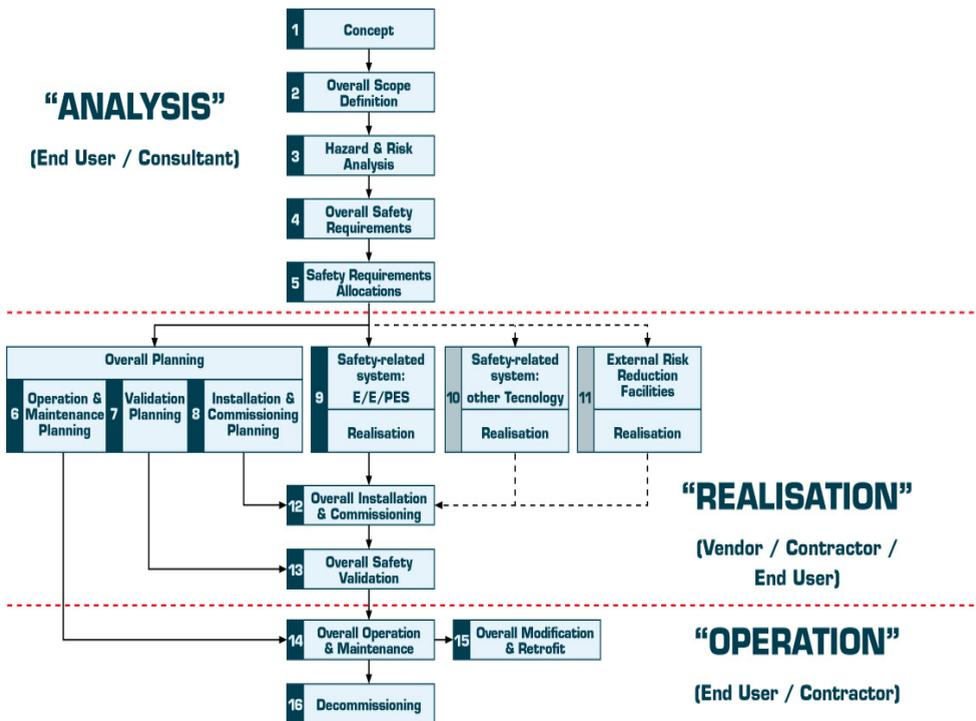 1
Concept
2
Overall Scope
Definition
“ANALYSIS”
(End User / Consultant)
3
Hazard & Risk
Analysis
4
Overall Safety
Requirements
5
Safety Requirements
Allocations
Overall Planning
6
Operation &
Maintenance
Planning
7
Validation
Planning
8
Installation &
Commissioning
Planning
9
Safety-related
system:
E/E/PES
Realisation
10
Safety-related
system:
other Tecnology
Realisation
11
External Risk
Reduction
Facilities
Realisation
12
Overall Installation
& Commissioning
“REALISATION”
(Vendor / Contractor /
End User)
13
Overall Safety
Validation
14
Overall Operation
& Maintenance
15
Overall Modification
& Retrofit
“OPERATION”
(End User / Contractor)
16
Decommissioning